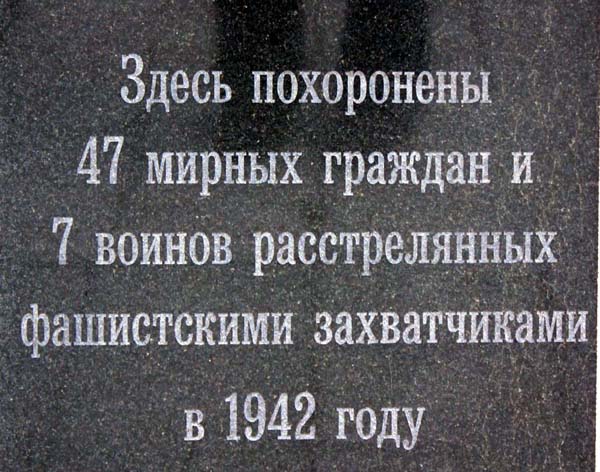 Здесь похоронены
47 мирных граждан и
7 воинов расстрелянных
фашистскими захватчиками
в 1942 году